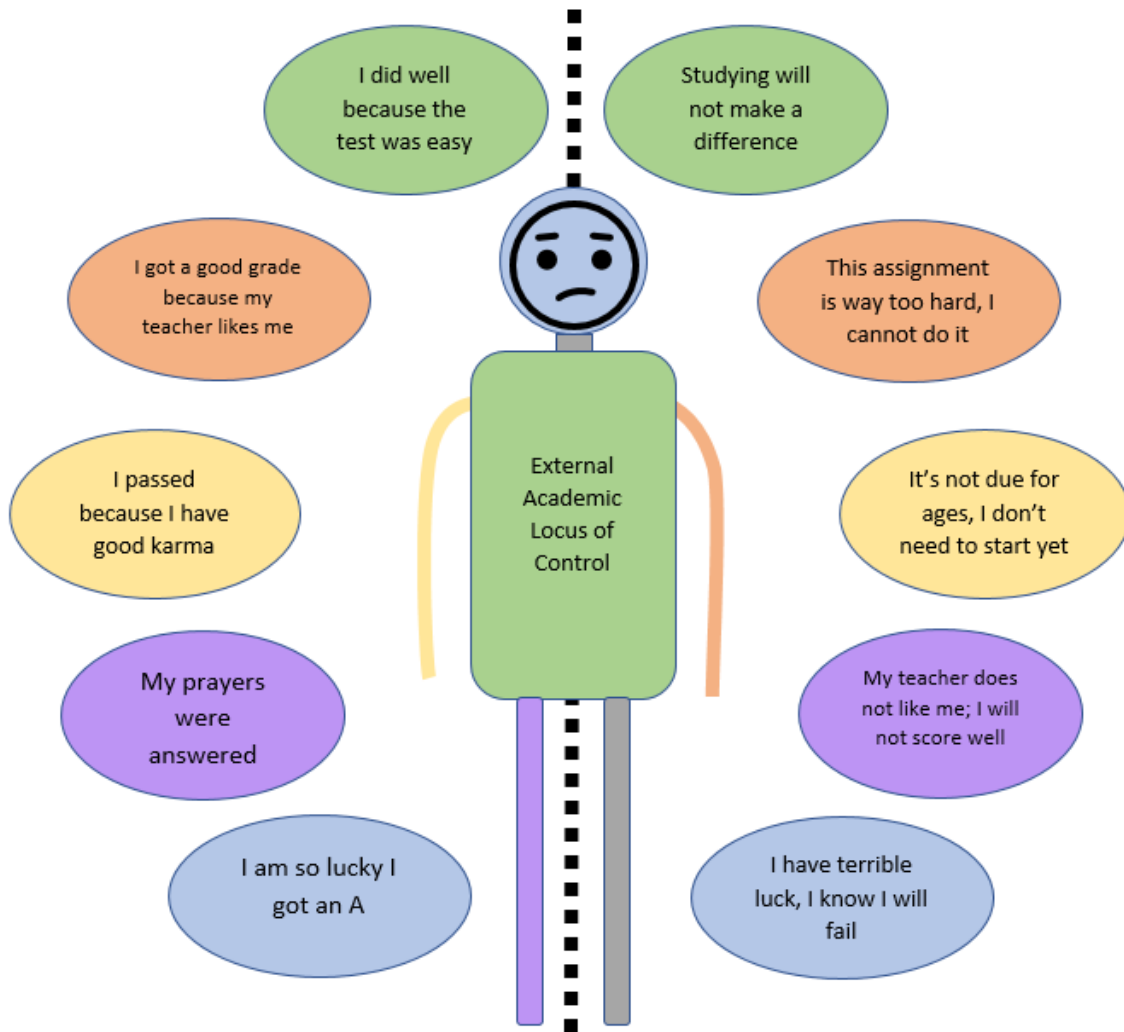 I did well
because the
test was easy
Studying will
not make a
difference
I got a good grade
because my
teacher likes me
This assignment
is way too hard, I
cannot do it
I passed
because I have
good karma
External
Academic
Locus of
Control
It’s not due for
ages, I don’t
need to start yet
My prayers
were
answered
My teacher does
not like me; I will
not score well
I am so lucky I
got an A
I have terrible
luck, I know I will
fail